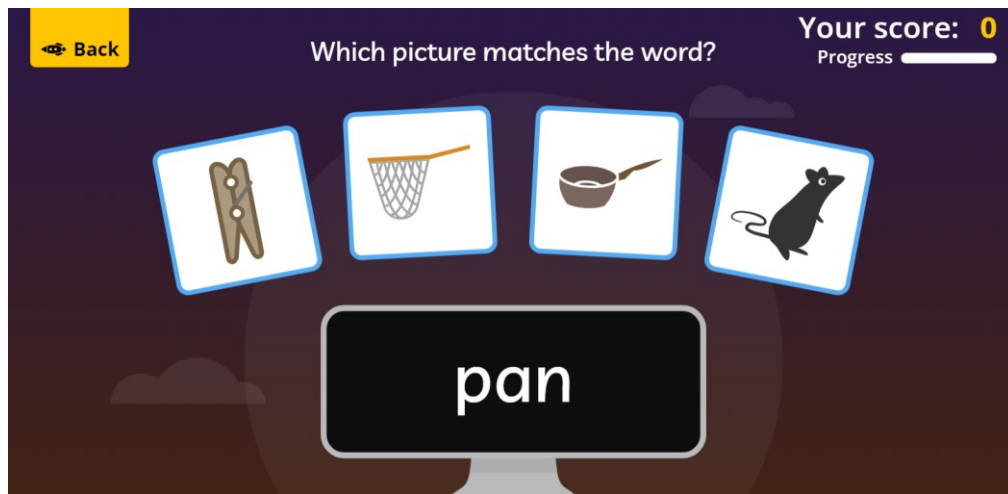 Back
Which picture matches the word?
Your score: 0
Progress
pan